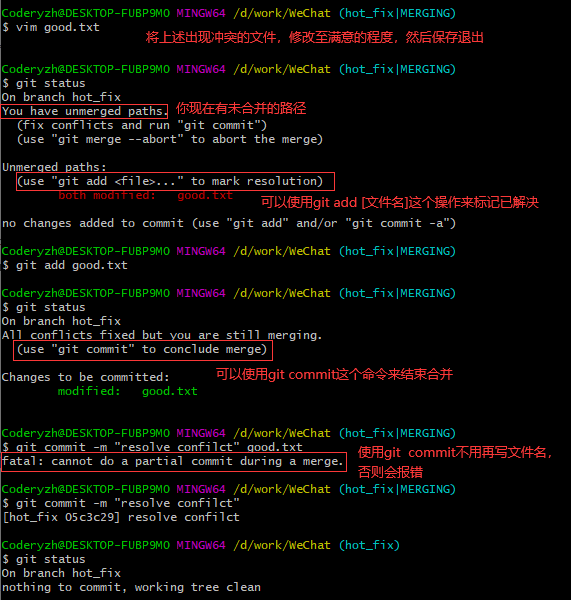 Coderyzh@DESKTOP-FUBP9MO MINGW64 /d/work/WeChat (hot_fix|MERGING)
$ vim good.txt
将上述出现冲突的文件，修改至满意的程度，然后保存退出
Coderyzh@DESKTOP-FUBP9MO MINGW64 /d/work/WeChat (hot_fix|MERGING)
$ git status
On branch hot_fix
You have unmerged paths.
你现在有未合并的路径
(fix conflicts and run "git commit")
(use "git merge --abort" to abort the merge)
Unmerged paths:
(use "git add <file>..." to mark resolution)
both modified: good.txt
可以使用git add [文件名]这个操作来标记已解决
no changes added to commit (use "git add" and/or "git commit -a")
Coderyzh@DESKTOP-FUBP9MO MINGW64 /d/work/WeChat (hot_fix|MERGING)
$ git add good.txt
Coderyzh@DESKTOP-FUBP9MO MINGW64 /d/work/WeChat (hot_fix|MERGING)
$ git status
On branch hot_fix
All conflicts fixed but you are still merging.
(use "git commit" to conclude merge)
可以使用git commit这个命令来结束合并
Changes to be committed:
modified: good.txt
Coderyzh@DESKTOP-FUBP9MO MINGW64 /d/work/WeChat (hot_fix|MERGING)
$ git commit -m "resolve confilct" good.txt
fatal: cannot do a partial commit during a merge.
使用git commit不用再写文件名，
否则会报错
Coderyzh@DESKTOP-FUBP9MO MINGW64 /d/work/WeChat (hot_fix|MERGING)
$ git commit -m "resolve confilct"
[hot_fix 05c3c29] resolve confilct
Coderyzh@DESKTOP-FUBP9MO MINGW64 /d/work/WeChat (hot_fix)
$ git status
On branch hot_fix
nothing to commit, working tree clean